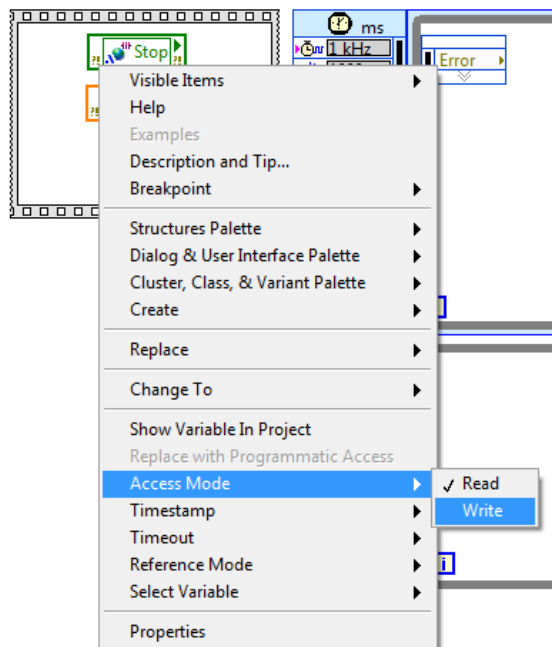 ms
Stop
1 kHz
Error
Visible Items
Help
Examples
Description and Tip...
Breakpoint
Structures Palette
Dialog & User Interface Palette
Cluster, Class, & Variant Palette
Create
Replace
Change To
Show Variable In Project
Replace with Programmatic Access
Access Mode
Read
Write
Timestamp
Timeout
Reference Mode
Select Variable
i
Properties